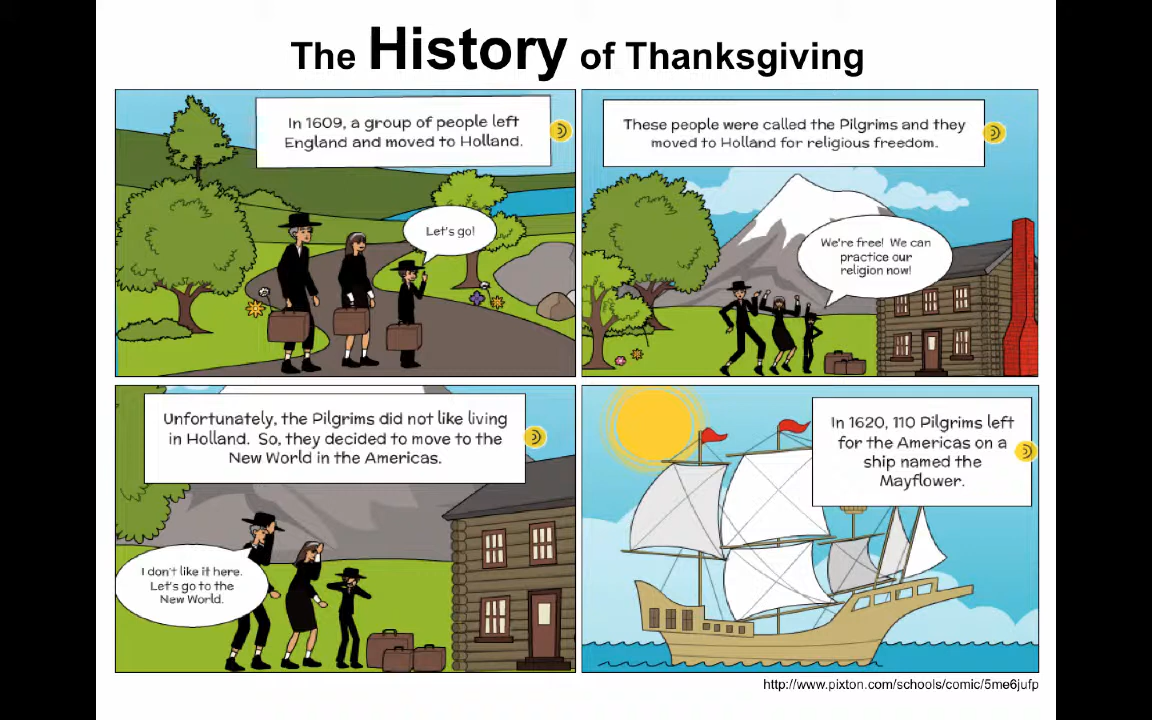 The History of Thanksgiving
In 1609, a group of people left
England and moved to Holland.
Let's go!
These people were called the Pilgrims and they
moved to Holland for religious freedom.
We're free! We can
practice our
religion now!
Unfortunately, the Pilgrims did not like living
in Holland. So, they decided to move to the
New World in the Americas.
I don't like it here.
Let's go to the
New World.
In 1620, 110 Pilgrims left
for the Americas on a
ship named the
Mayflower.
http://www.pixton.com/schools/comic/5me6jufp